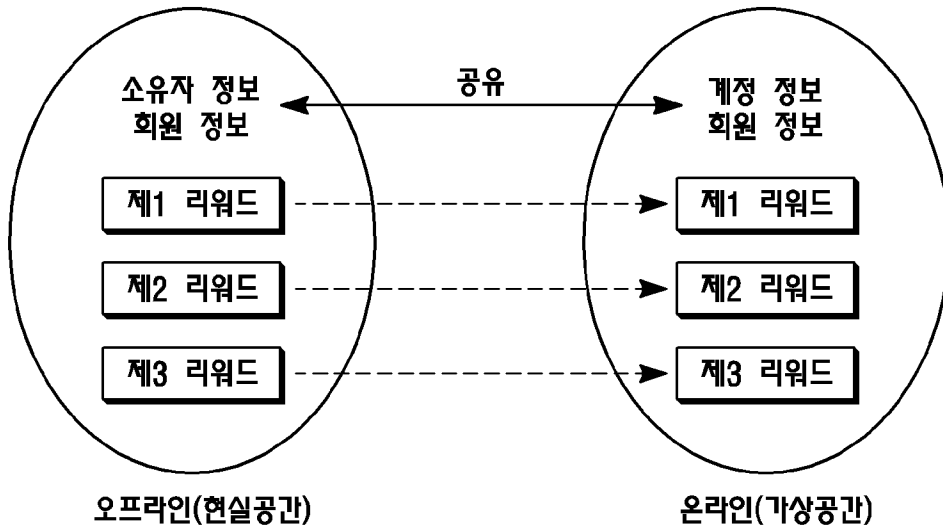 소유자 정보
회원 정보
공유
계정 정보
회원 정보
제1 리워드
제1 리워드
제2 리워드
제2 리워드
제3 리워드
제3 리워드
오프라인(현실공간)
온라인(가상공간)